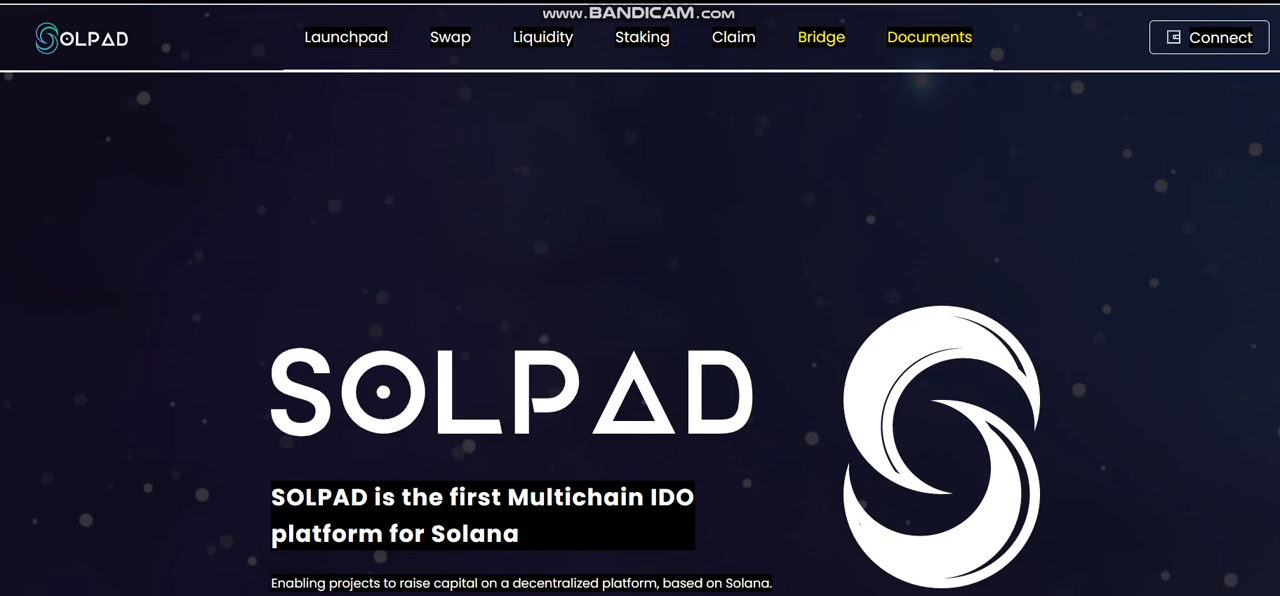 WWW.BANDICAM.COM
SOLPAD
Launchpad
Swap
Liquidity
Staking
Claim
Bridge
Documents
Connect
SOLPAD
SOLPAD is the first Multichain IDO
platform for Solana
Enabling projects to raise capital on a decentralized platform, based on Solana.